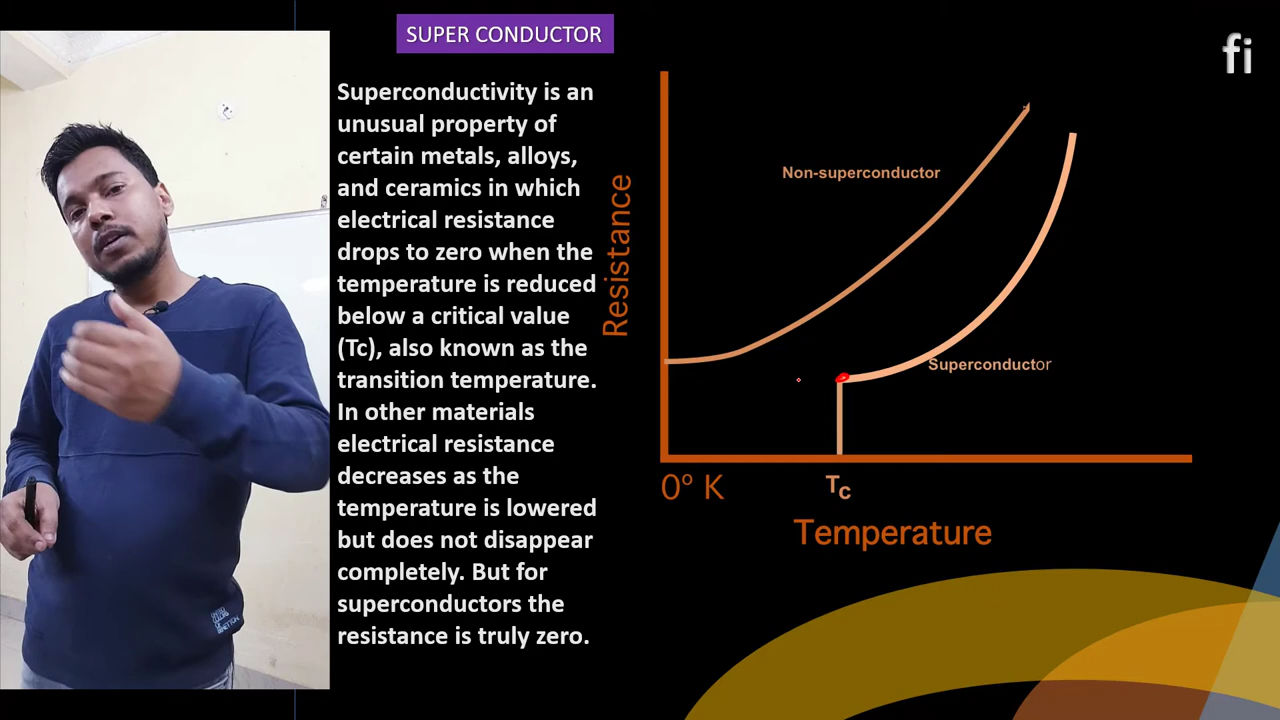 SUPER CONDUCTOR
fi
Superconductivity is an
unusual property of
certain metals, alloys,
and ceramics in which
electrical resistance
drops to zero when the
temperature is reduced
below a critical value
(Tc), also known as the
transition temperature.
In other materials
electrical resistance
decreases as the
temperature is lowered
but does not disappear
completely. But for
superconductors the
resistance is truly zero.
Resistance
Non-superconductor
Superconductor
0° K
Tc
Temperature